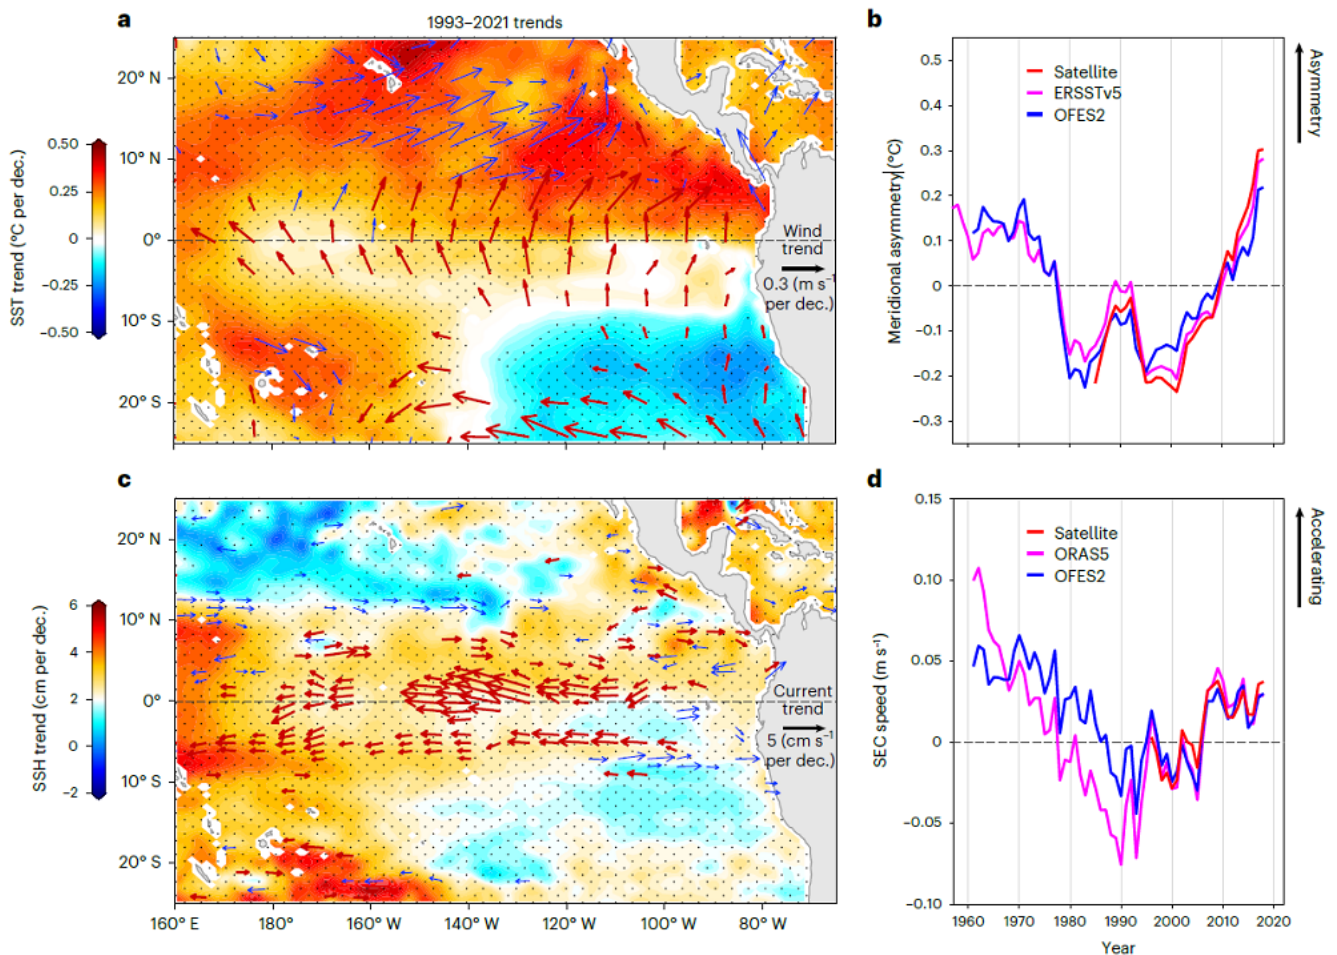 a
1993–2021 trends
20° N
10° N
0°
10° S
20° S
0.50
0.25
0
−0.25
−0.50
SST trend (°C per dec.)
Wind
trend
0.3 (m s⁻¹
per dec.)
b
0.5
0.4
0.3
0.2
0.1
0
−0.1
−0.2
−0.3
Meridional asymmetry (°C)
Satellite
ERSSTv5
OFES2
Asymmetry
c
20° N
10° N
0°
10° S
20° S
6
4
2
0
−2
SSH trend (cm per dec.)
Current
trend
5 (cm s⁻¹
per dec.)
160° E
180°
160° W
140° W
120° W
100° W
80° W
d
0.15
0.10
0.05
0
−0.05
−0.10
SEC speed (m s⁻¹)
Satellite
ORAS5
OFES2
Accelerating
1960
1970
1980
1990
2000
2010
2020
Year